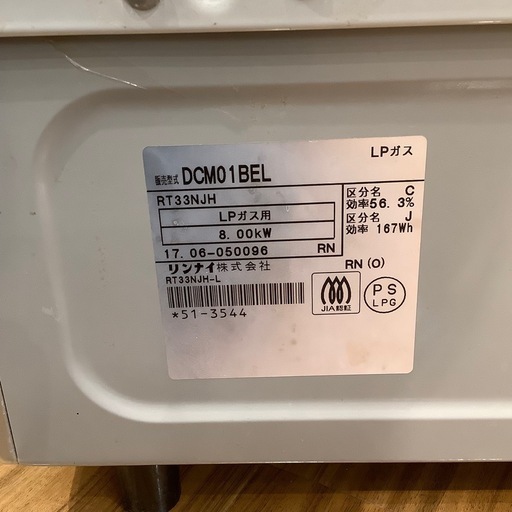 LPガス
販売型式 DCM01BEL
RT33NJH
LPガス用
8.00kW
17.06-050096 RN
区分名 C
効率56.3%
区分名 J
効率 167Wh
リンナイ株式会社
RN(O)
RT33NJH-L
*51-3544
JIA認証
PS
LPG